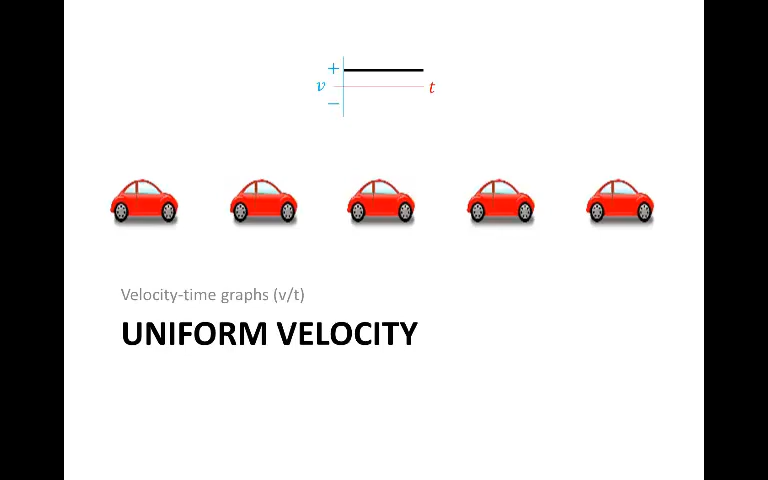 +
v
t
−
Velocity-time graphs (v/t)
UNIFORM VELOCITY